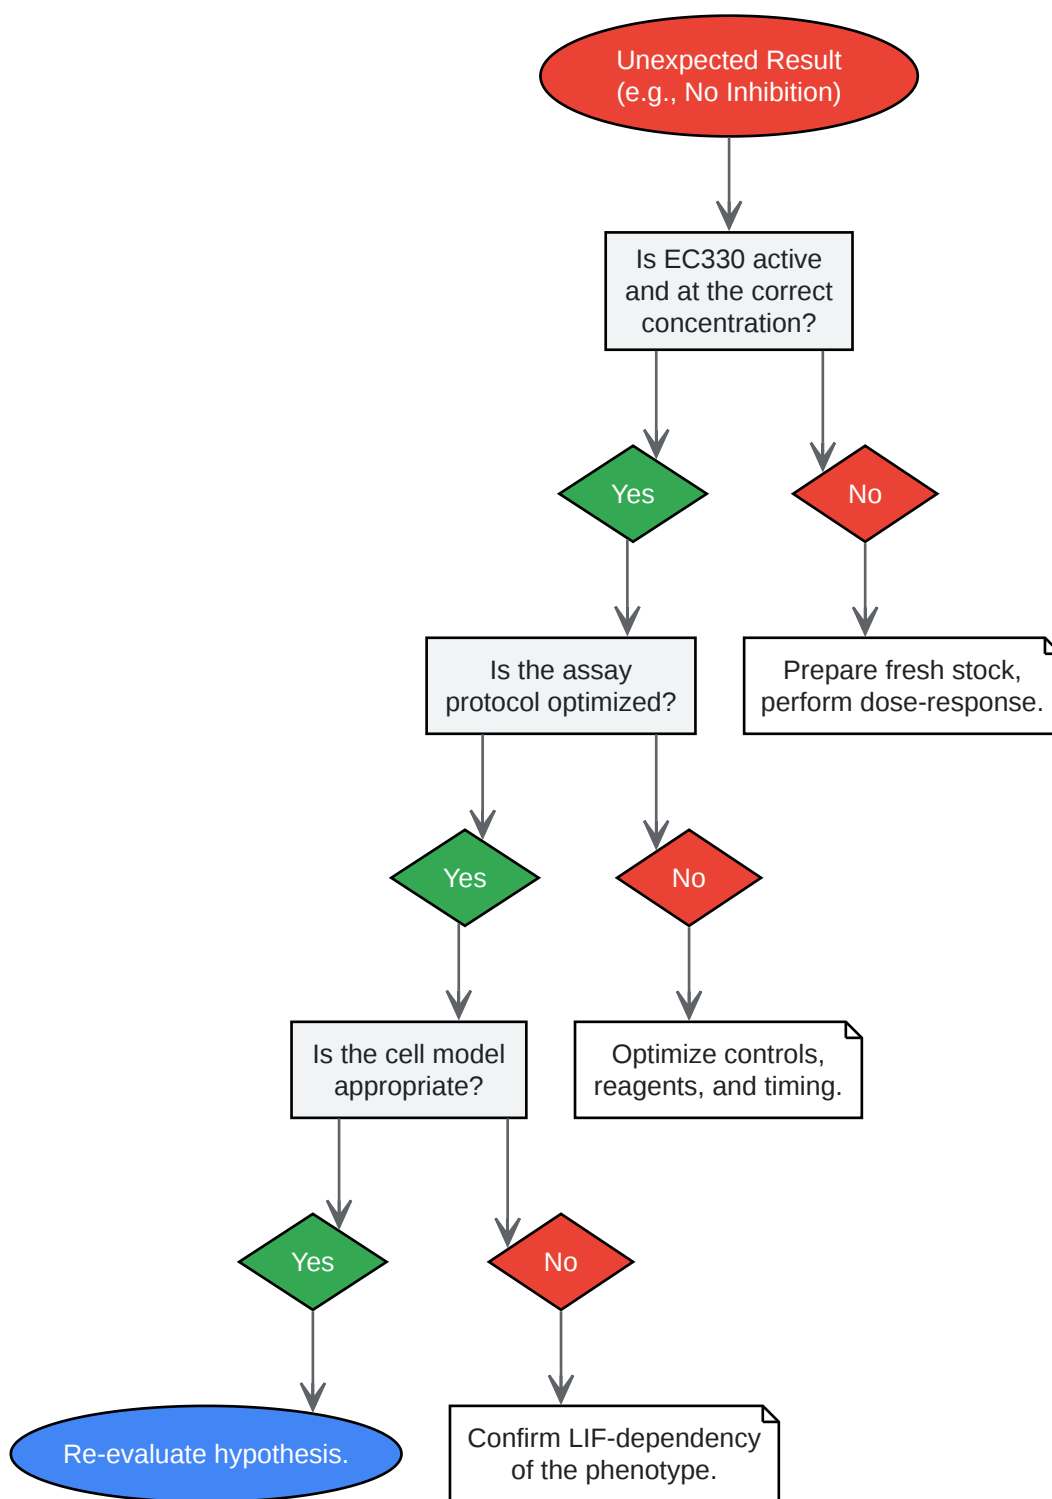 Unexpected Result
(e.g., No Inhibition)
Is EC330 active
and at the correct
concentration?
Yes
No
Is the assay
protocol optimized?
Prepare fresh stock,
perform dose-response.
Yes
No
Is the cell model
appropriate?
Optimize controls,
reagents, and timing.
Yes
No
Re-evaluate hypothesis.
Confirm LIF-dependency
of the phenotype.